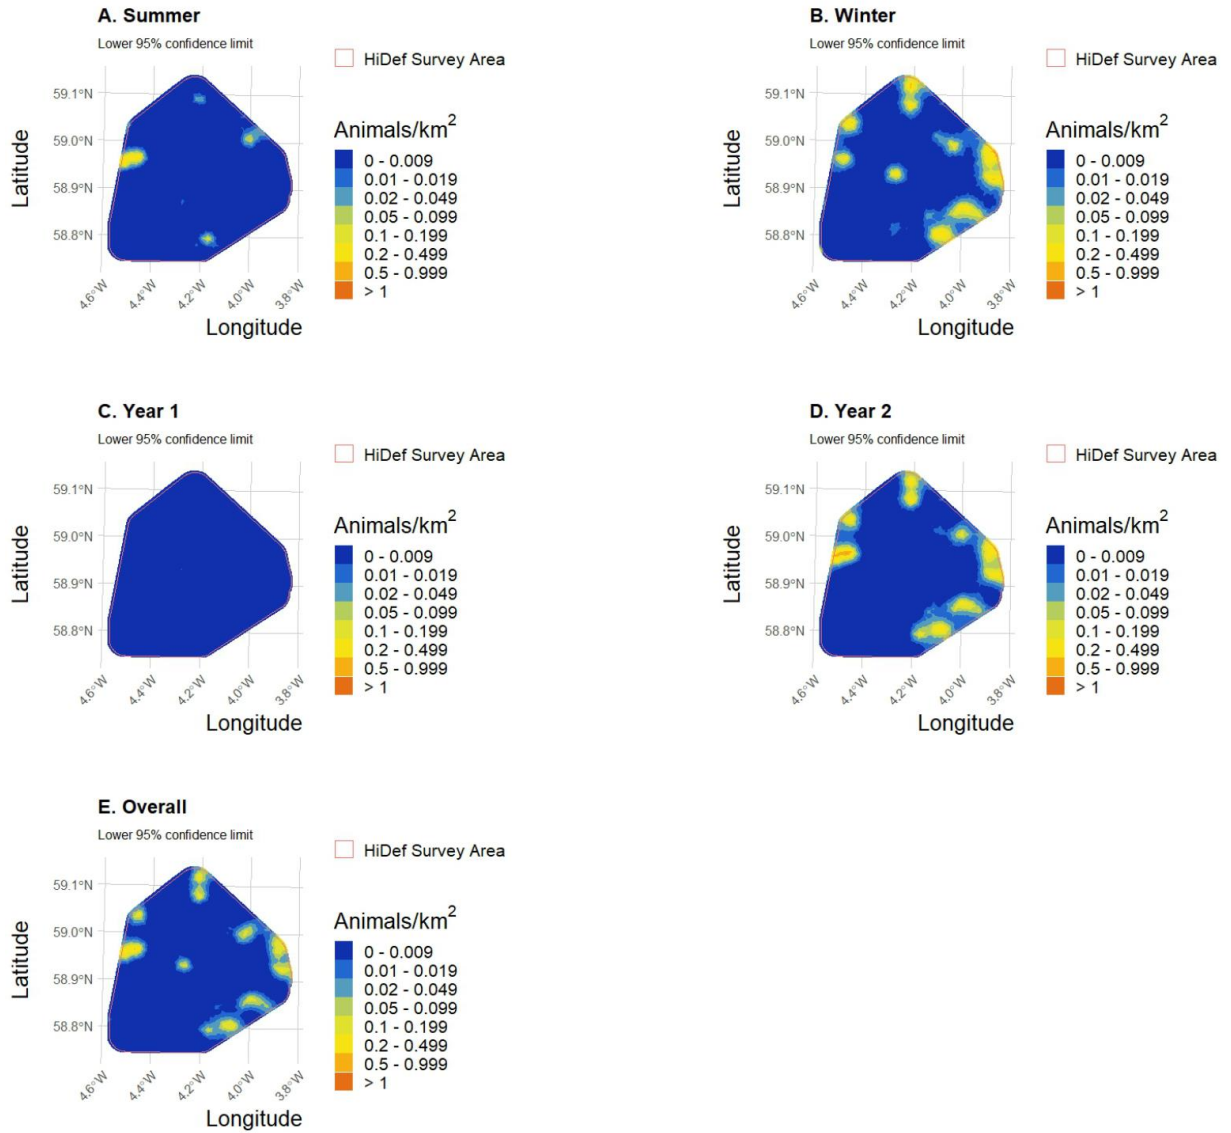 A. Summer
Lower 95% confidence limit
HiDef Survey Area
Animals/km2
0 - 0.009
0.01 - 0.019
0.02 - 0.049
0.05 - 0.099
0.1 - 0.199
0.2 - 0.499
0.5 - 0.999
> 1
59.1°N
59.0°N
58.9°N
58.8°N
Latitude
4.6°W
4.4°W
4.2°W
4.0°W
3.8°W
Longitude
B. Winter
Lower 95% confidence limit
HiDef Survey Area
Animals/km2
0 - 0.009
0.01 - 0.019
0.02 - 0.049
0.05 - 0.099
0.1 - 0.199
0.2 - 0.499
0.5 - 0.999
> 1
59.1°N
59.0°N
58.9°N
58.8°N
Latitude
4.6°W
4.4°W
4.2°W
4.0°W
3.8°W
Longitude
C. Year 1
Lower 95% confidence limit
HiDef Survey Area
Animals/km2
0 - 0.009
0.01 - 0.019
0.02 - 0.049
0.05 - 0.099
0.1 - 0.199
0.2 - 0.499
0.5 - 0.999
> 1
59.1°N
59.0°N
58.9°N
58.8°N
Latitude
4.6°W
4.4°W
4.2°W
4.0°W
3.8°W
Longitude
D. Year 2
Lower 95% confidence limit
HiDef Survey Area
Animals/km2
0 - 0.009
0.01 - 0.019
0.02 - 0.049
0.05 - 0.099
0.1 - 0.199
0.2 - 0.499
0.5 - 0.999
> 1
59.1°N
59.0°N
58.9°N
58.8°N
Latitude
4.6°W
4.4°W
4.2°W
4.0°W
3.8°W
Longitude
E. Overall
Lower 95% confidence limit
HiDef Survey Area
Animals/km2
0 - 0.009
0.01 - 0.019
0.02 - 0.049
0.05 - 0.099
0.1 - 0.199
0.2 - 0.499
0.5 - 0.999
> 1
59.1°N
59.0°N
58.9°N
58.8°N
Latitude
4.6°W
4.4°W
4.2°W
4.0°W
3.8°W
Longitude